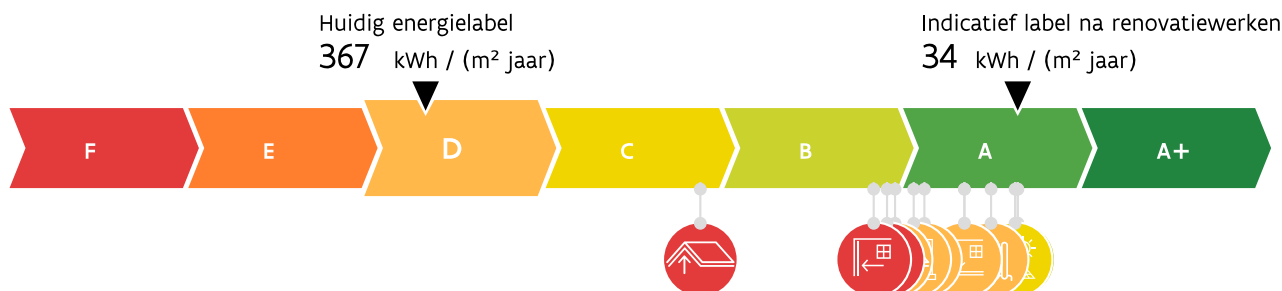 Huidig energielabel
367 kWh / (m² jaar)
Indicatief label na renovatiewerken
34 kWh / (m² jaar)
F E D C B A A+